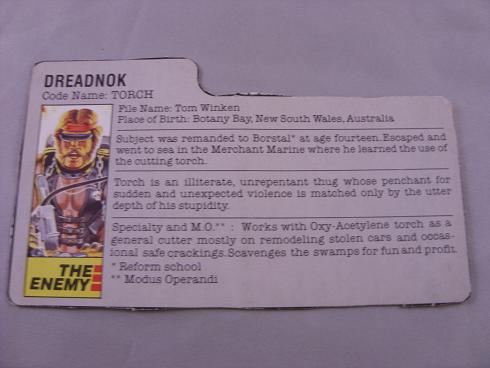 DREADNOK
Code Name: TORCH
File Name: Tom Winken
Place of Birth: Botany Bay, New South Wales, Australia
Subject was remanded to Borstal* at age fourteen. Escaped and
went to sea in the Merchant Marine where he learned the use of
the cutting torch.
Torch is an illiterate, unrepentant thug whose penchant for
sudden and unexpected violence is matched only by the utter
depth of his stupidity.
Specialty and M.O.** : Works with Oxy-Acetylene torch as a
general cutter mostly on remodeling stolen cars and occas-
ional safe crackings. Scavenges the swamps for fun and profit.
* Reform school
** Modus Operandi
THE
ENEMY